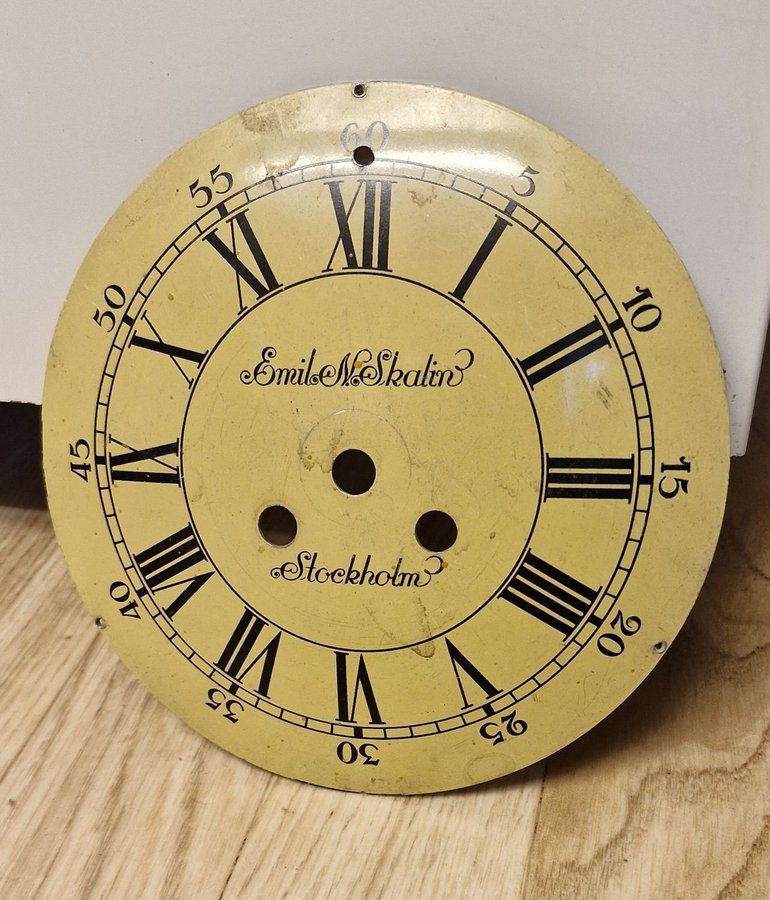 60
5
10
15
20
25
30
35
40
45
50
55
XII
I
II
III
IIII
V
VI
VII
VIII
IX
X
XI
Emil N. Skalin
Stockholm